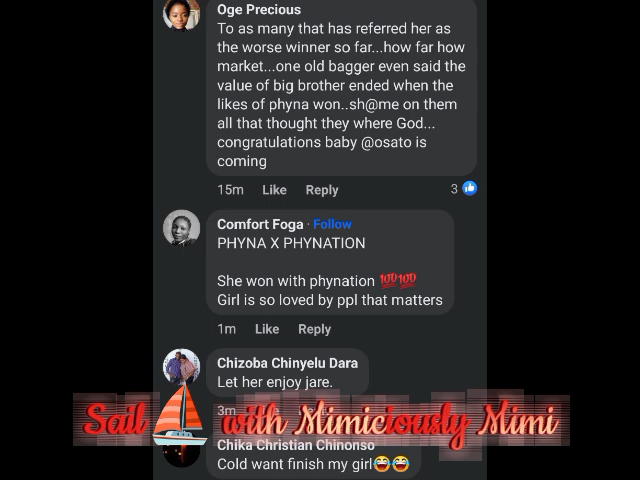 Oge Precious
To as many that has referred her as
the worse winner so far...how far how
market...one old bagger even said the
value of big brother ended when the
likes of phyna won..sh@me on them
all that thought they where God...
congratulations baby @osato is
coming
15m Like Reply 3
Comfort Foga · Follow
PHYNA X PHYNATION
She won with phynation 💯💯
Girl is so loved by ppl that matters
1m Like Reply
Chizoba Chinyelu Dara
Let her enjoy jare.
3m
Sail with Mimiciously Mimi
Chika Christian Chinonso
Cold want finish my girl😂😂